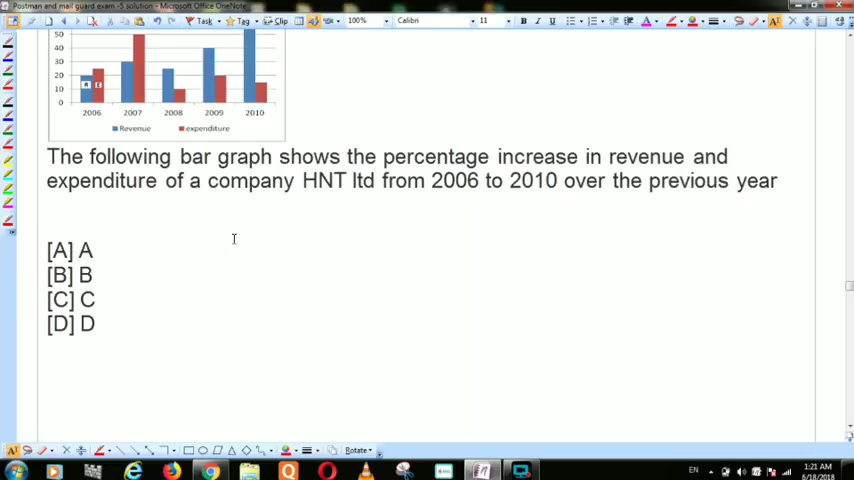 Postman and mail guard exam -5 solution - Microsoft Office OneNote
Task Tag Clip 100% Calibri 11 B I U A A
50
40
30
20
10
0
R E
2006 2007 2008 2009 2010
Revenue expenditure
The following bar graph shows the percentage increase in revenue and
expenditure of a company HNT ltd from 2006 to 2010 over the previous year
[A] A
[B] B
[C] C
[D] D
Rotate
EN 1:21 AM
6/18/2018